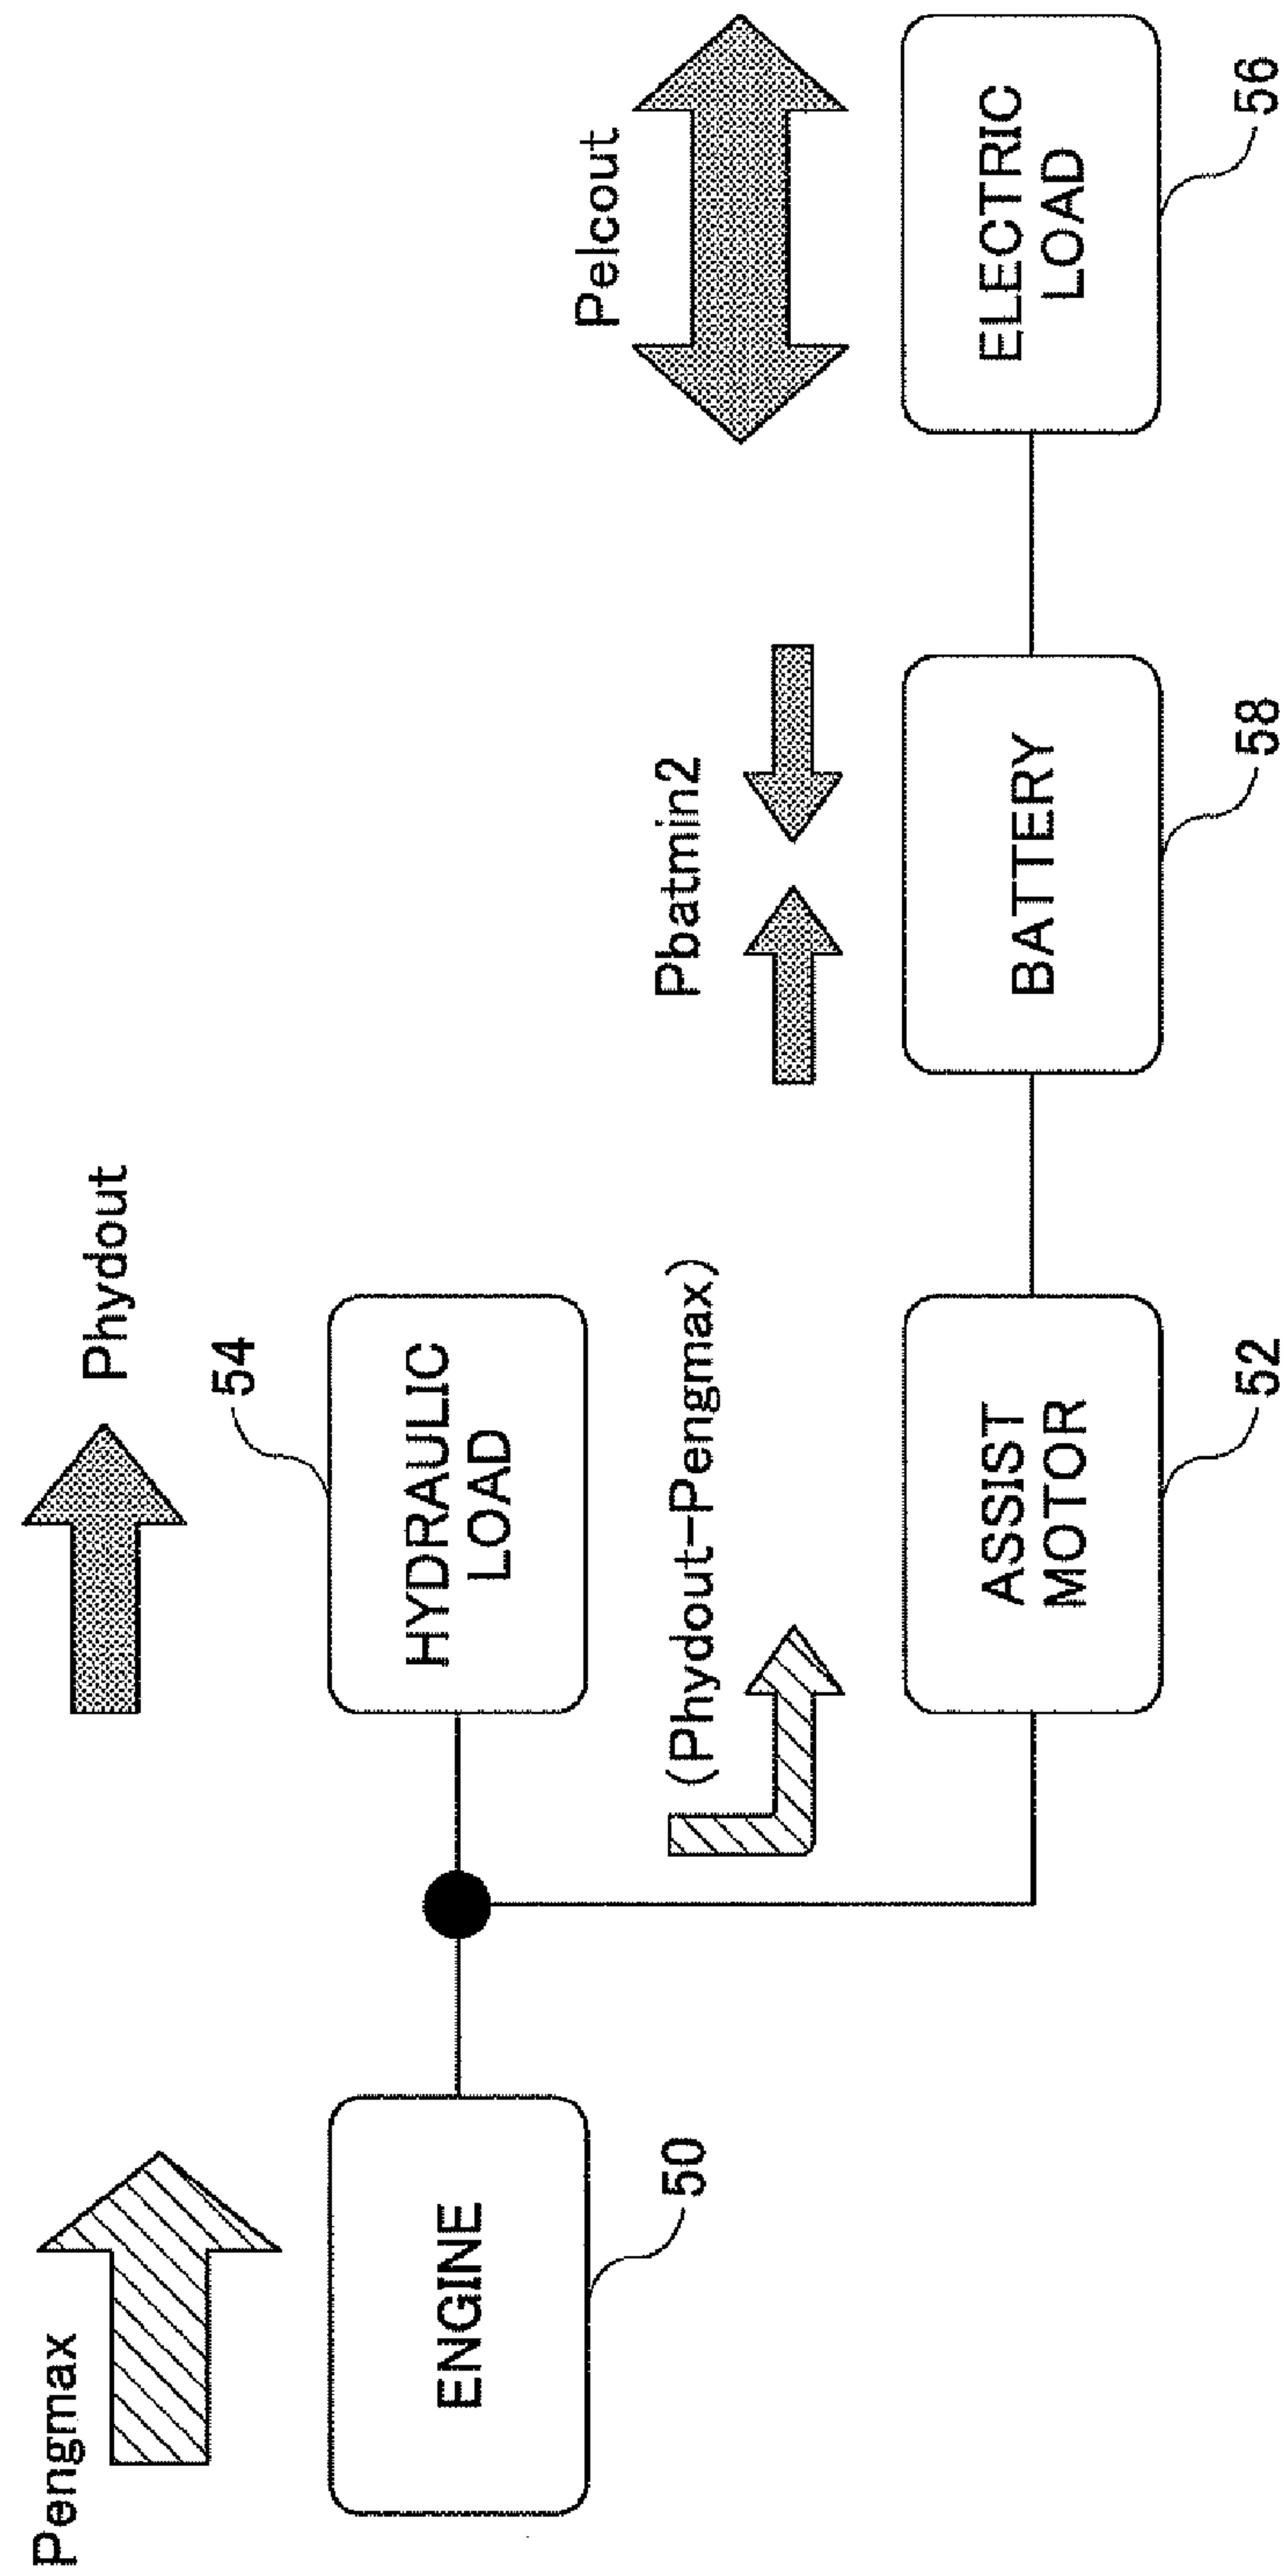 Pengmax
Phydout
54
ENGINE
50
HYDRAULIC
LOAD
(Phydout-Pengmax)
Pbatmin2
Pelcout
ASSIST
MOTOR
52
BATTERY
58
ELECTRIC
LOAD
56